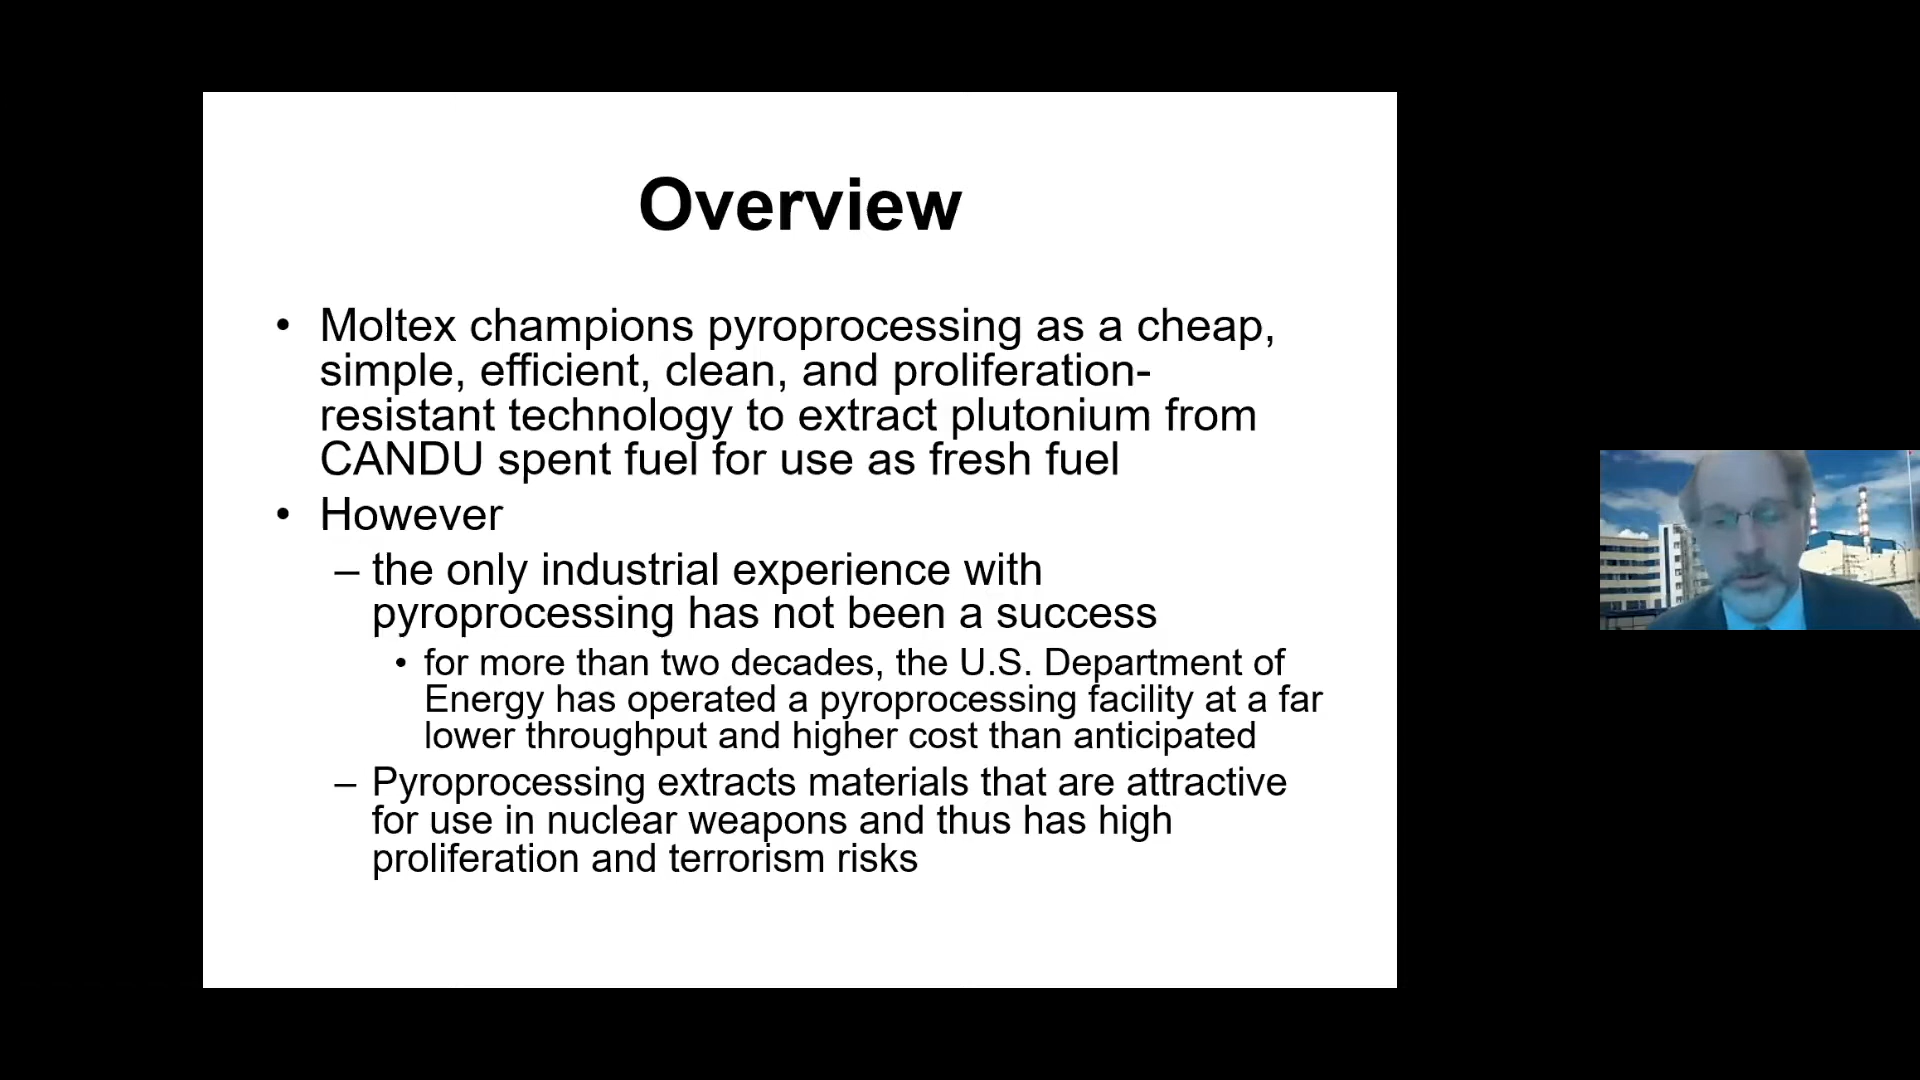 Overview
• Moltex champions pyroprocessing as a cheap,
simple, efficient, clean, and proliferation-
resistant technology to extract plutonium from
CANDU spent fuel for use as fresh fuel
• However
– the only industrial experience with
pyroprocessing has not been a success
• for more than two decades, the U.S. Department of
Energy has operated a pyroprocessing facility at a far
lower throughput and higher cost than anticipated
– Pyroprocessing extracts materials that are attractive
for use in nuclear weapons and thus has high
proliferation and terrorism risks